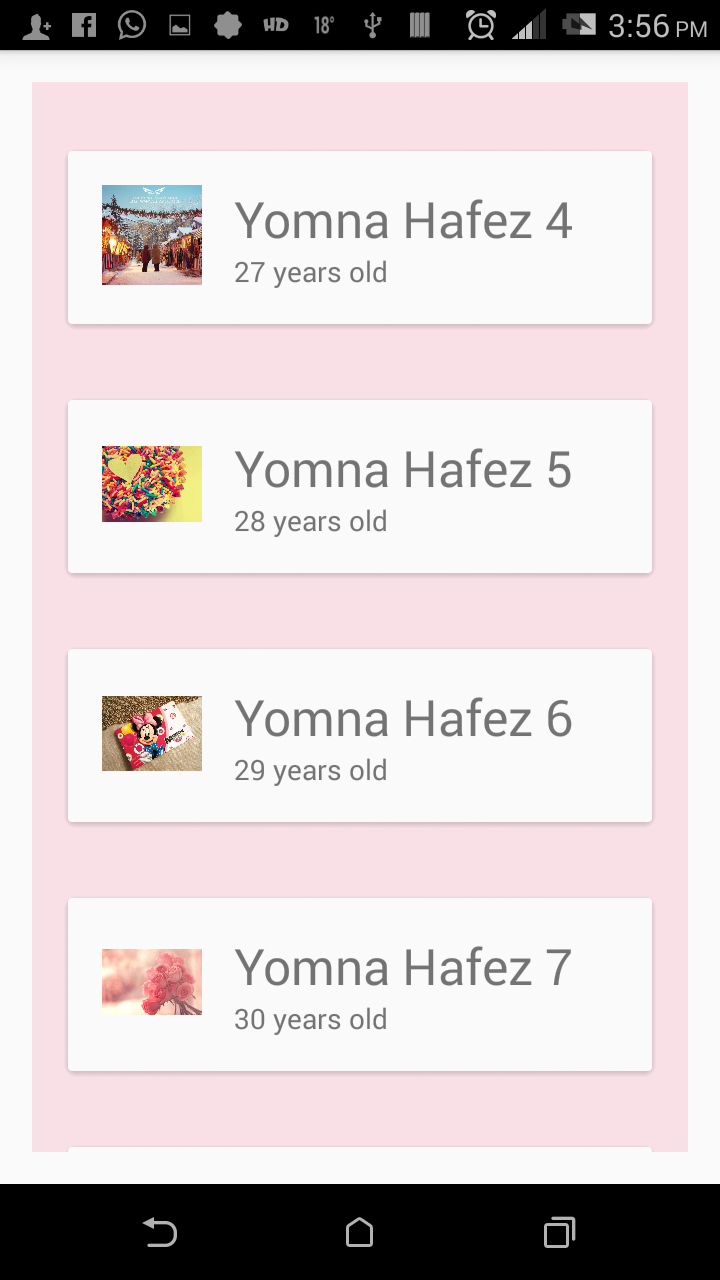 HD 18° 3:56 PM
Yomna Hafez 4
27 years old
Yomna Hafez 5
28 years old
Yomna Hafez 6
29 years old
Yomna Hafez 7
30 years old